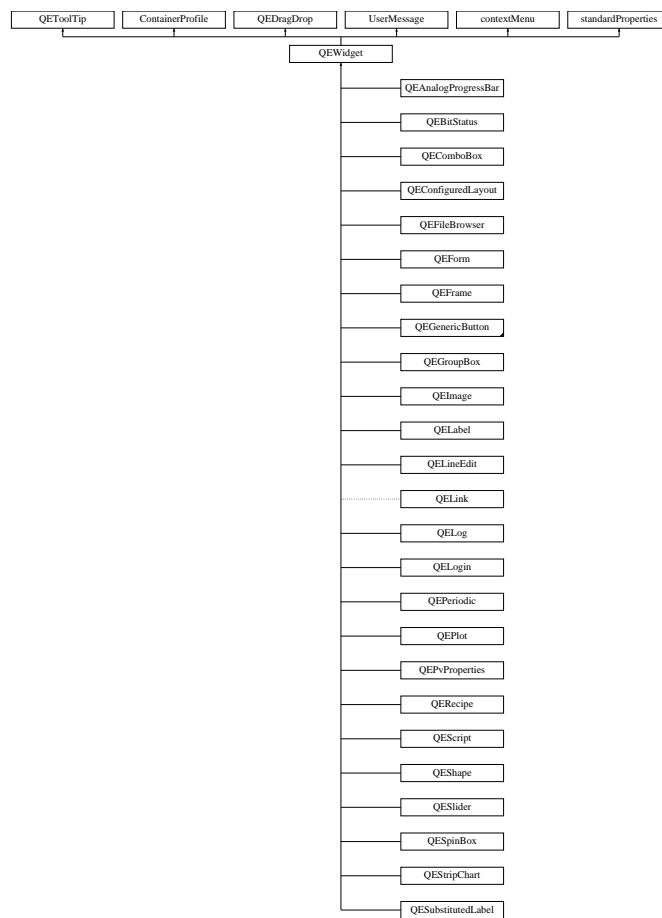 QEToolTip
ContainerProfile
QEDragDrop
UserMessage
contextMenu
standardProperties
QEWidget
QEAnalogProgressBar
QEBitStatus
QEComboBox
QEConfiguredLayout
QEFileBrowser
QEForm
QEFrame
QEGenericButton
QEGroupBox
QEImage
QELabel
QELineEdit
QELink
QELog
QELogin
QEPeriodic
QEPlot
QEPvProperties
QERecipe
QEScript
QEShape
QESlider
QESpinBox
QEStripChart
QESubstitutedLabel